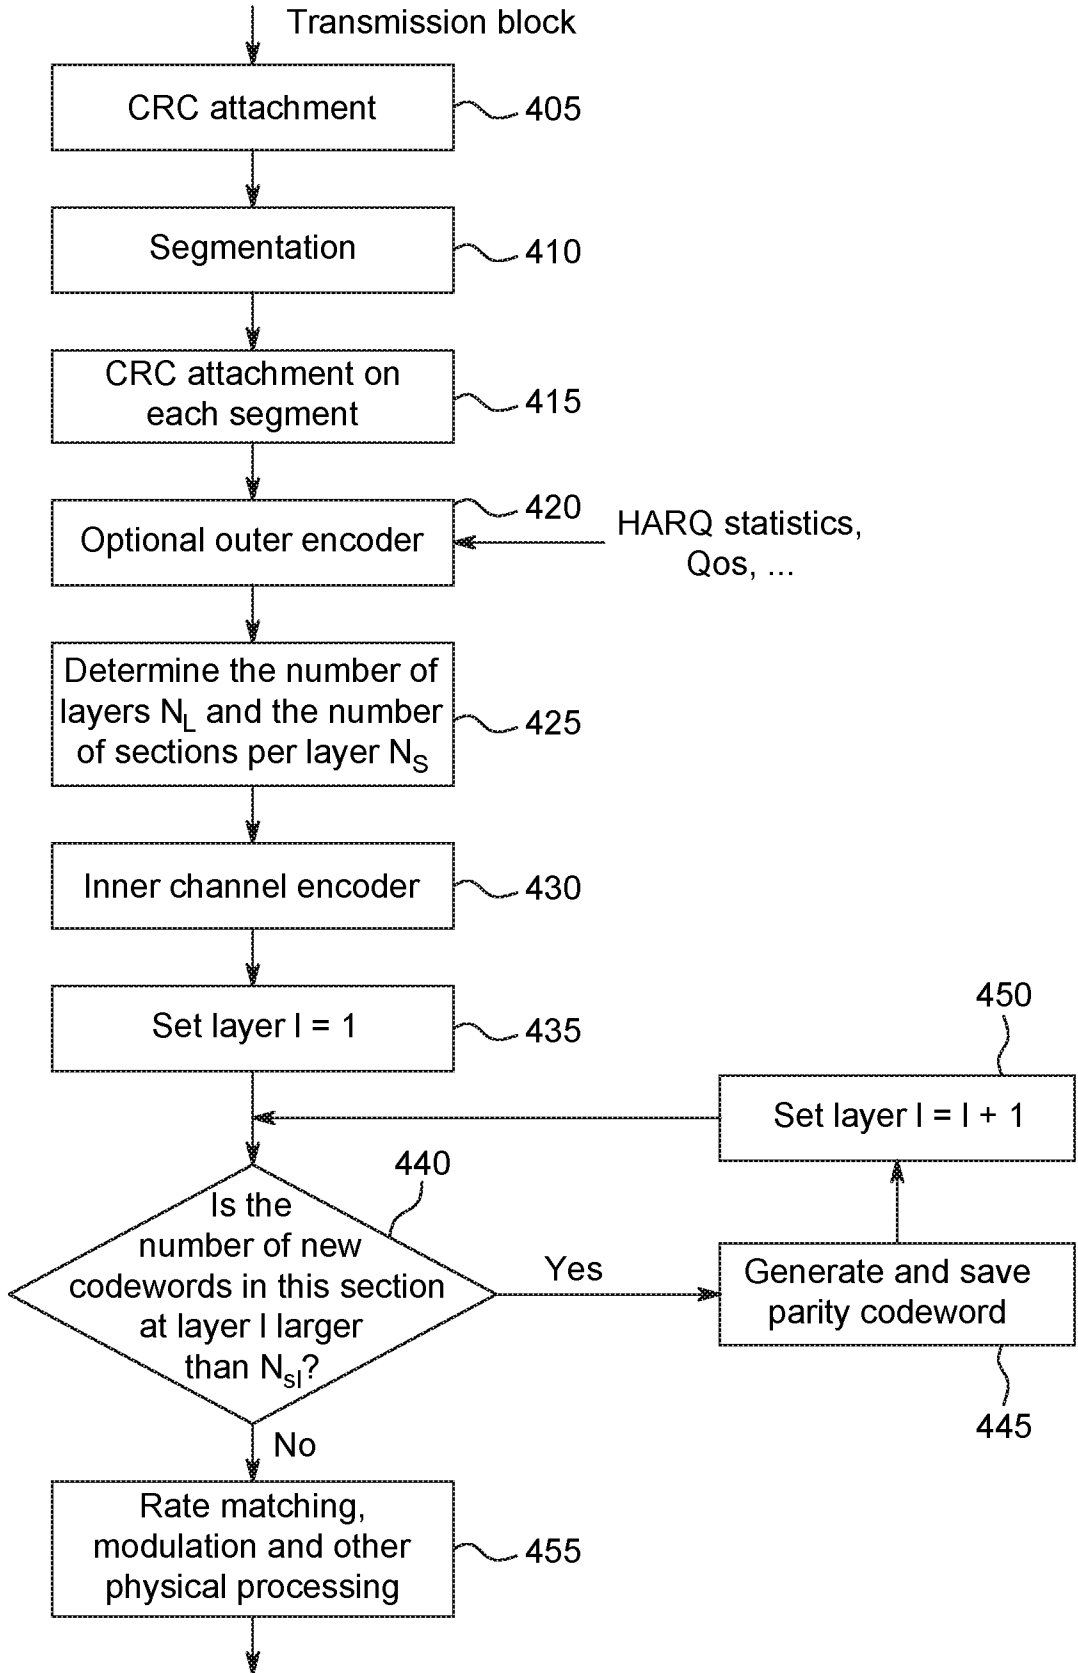 Transmission block
CRC attachment
405
Segmentation
410
CRC attachment on
each segment
415
Optional outer encoder
420
HARQ statistics,
Qos, ...
Determine the number of
layers N_L and the number
of sections per layer N_S
425
Inner channel encoder
430
Set layer l = 1
435
450
Set layer l = l + 1
440
Is the
number of new
codewords in this section
at layer l larger
than N_sl?
Yes
Generate and save
parity codeword
445
No
Rate matching,
modulation and other
physical processing
455